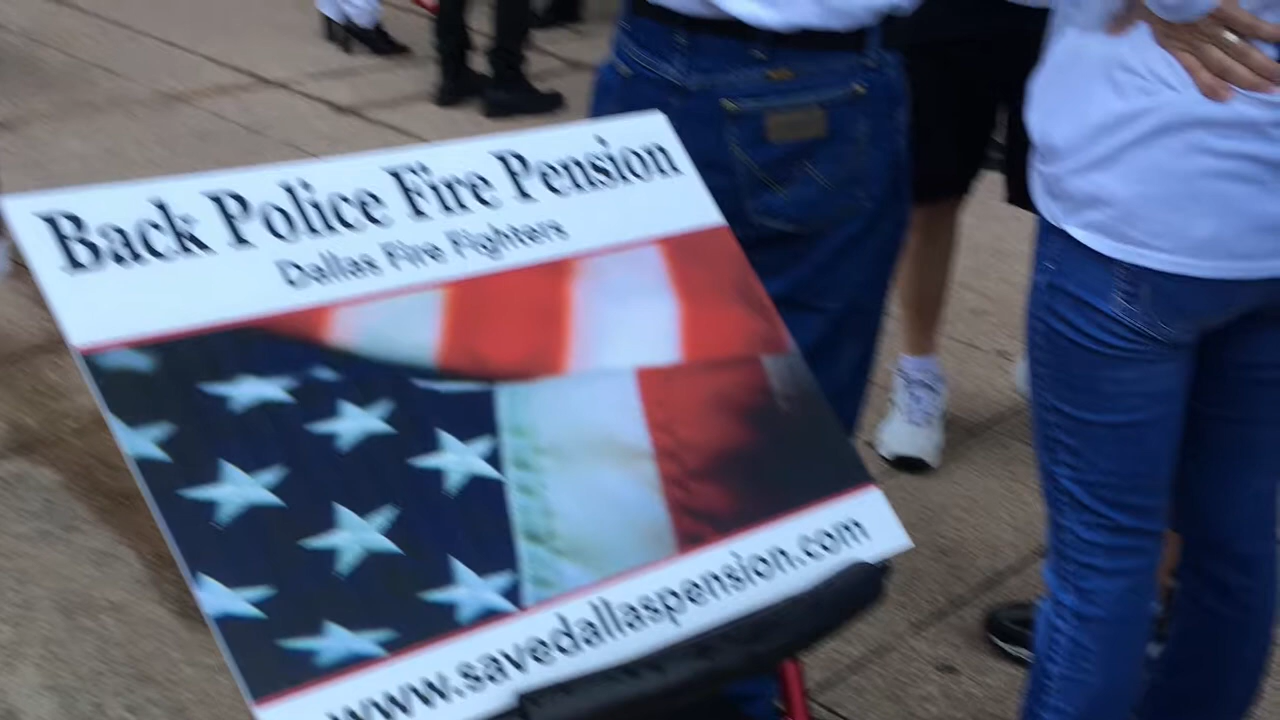 Back Police Fire Pension
Dallas Fire Fighters
www.savedallaspension.com